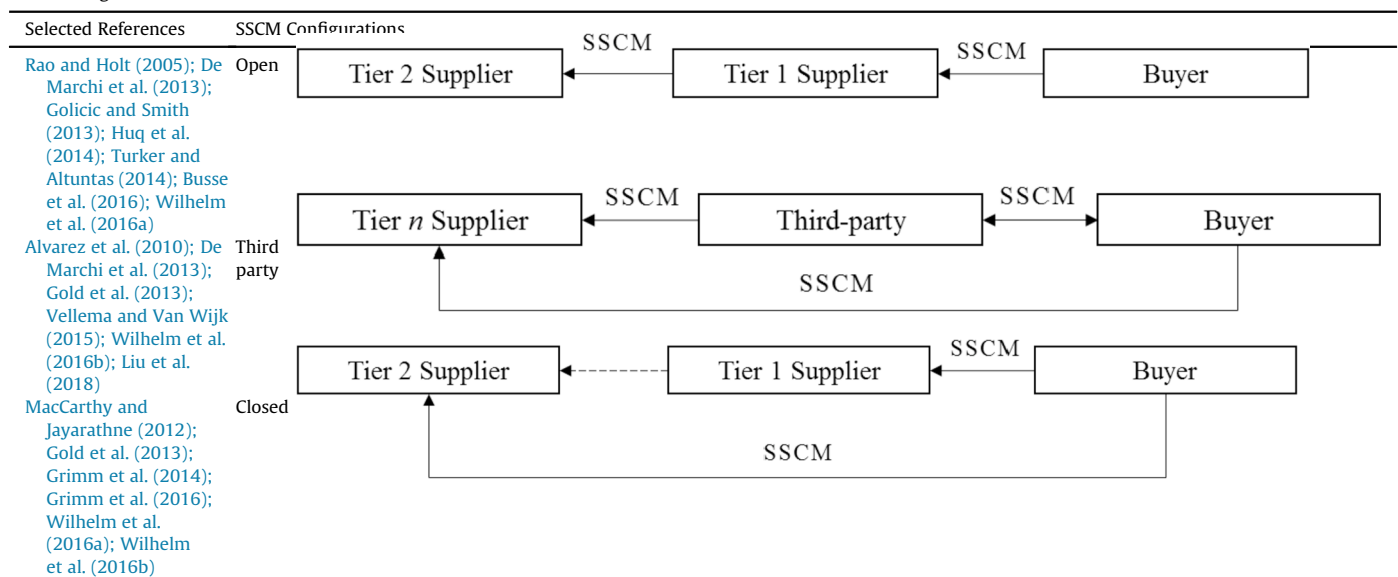 Selected References SSCM Configurations
Rao and Holt (2005); De Open
Marchi et al. (2013);
Golicic and Smith
(2013); Huq et al.
(2014); Turker and
Altuntas (2014); Busse
et al. (2016); Wilhelm
et al. (2016a)
Alvarez et al. (2010); De Third
Marchi et al. (2013); party
Gold et al. (2013);
Vellema and Van Wijk
(2015); Wilhelm et al.
(2016b); Liu et al.
(2018)
MacCarthy and Closed
Jayarathne (2012);
Gold et al. (2013);
Grimm et al. (2014);
Grimm et al. (2016);
Wilhelm et al.
(2016a); Wilhelm
et al. (2016b)
SSCM SSCM
Tier 2 Supplier Tier 1 Supplier Buyer
SSCM SSCM
Tier n Supplier Third-party Buyer
SSCM
SSCM
Tier 2 Supplier Tier 1 Supplier Buyer
SSCM